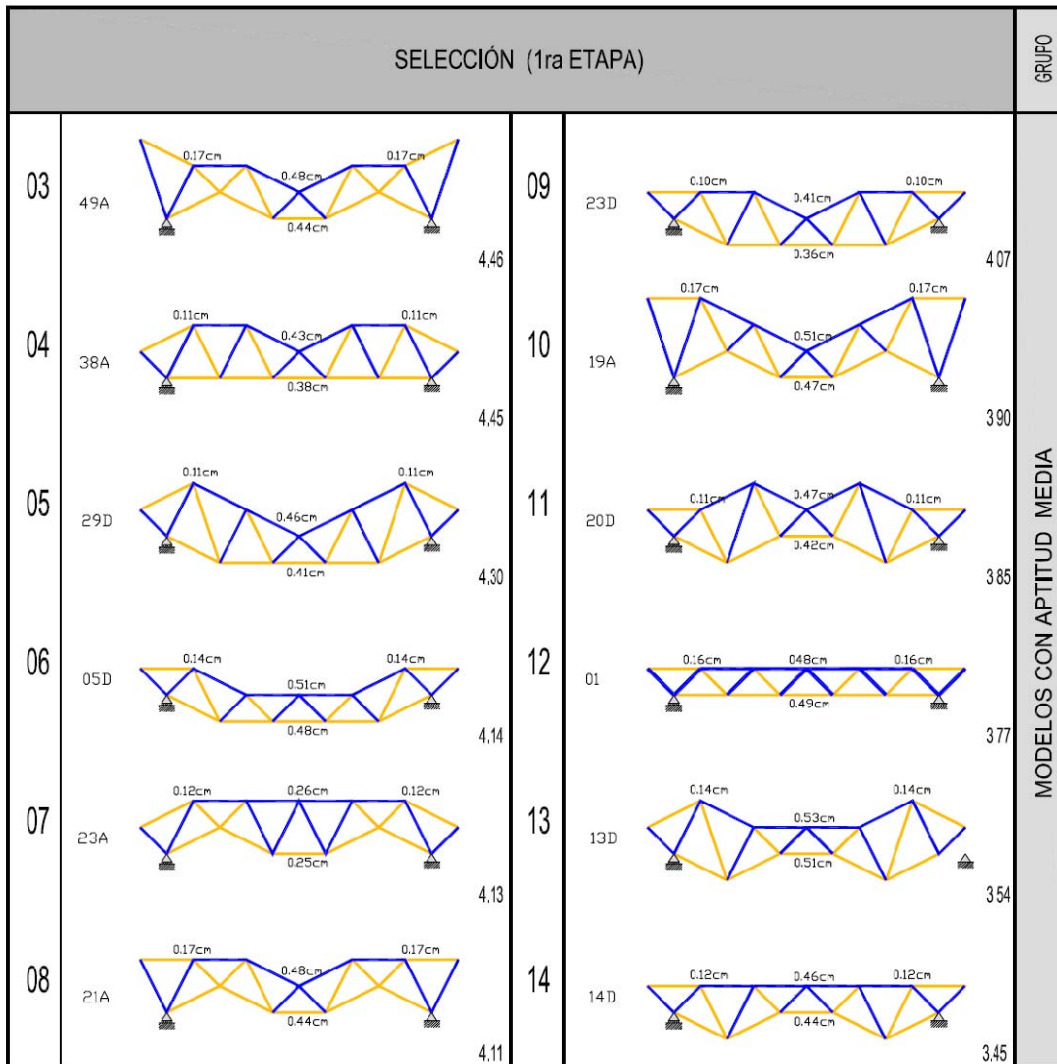 SELECCIÓN (1ra ETAPA)
GRUPO
03
49A
0.17cm
0.17cm
0.48cm
0.44cm
4.46
04
38A
0.11cm
0.11cm
0.43cm
0.38cm
4.45
05
29D
0.11cm
0.11cm
0.46cm
0.41cm
4.30
06
05D
0.14cm
0.51cm
0.14cm
0.48cm
4.14
07
23A
0.12cm
0.26cm
0.12cm
0.25cm
4.13
08
21A
0.17cm
0.17cm
0.48cm
0.44cm
4.11
09
23D
0.10cm
0.10cm
0.41cm
0.36cm
4 07
10
19A
0.17cm
0.17cm
0.51cm
0.47cm
3 90
11
20D
0.11cm
0.47cm
0.11cm
0.42cm
3 85
12
01
0.16cm
048cm
0.16cm
0.49cm
3 77
13
13D
0.14cm
0.14cm
0.53cm
0.51cm
3 54
14
14D
0.12cm
0.46cm
0.12cm
0.44cm
3.45
MODELOS CON APTITUD MEDIA